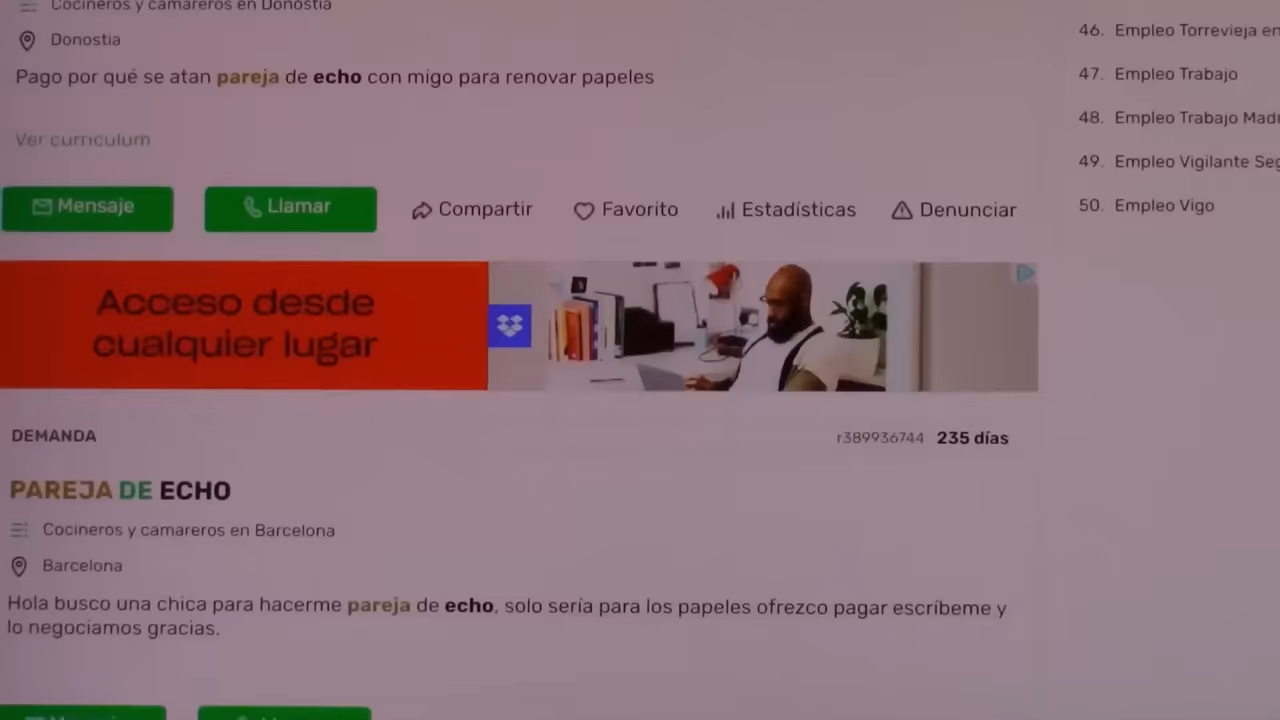 Cocineros y camareros en Donostia
Donostia
Pago por qué se atan pareja de echo con migo para renovar papeles
Ver curriculum
Mensaje
Llamar
Compartir
Favorito
Estadísticas
Denunciar
46. Empleo Torrevieja en
47. Empleo Trabajo
48. Empleo Trabajo Mad
49. Empleo Vigilante Seg
50. Empleo Vigo
Acceso desde
cualquier lugar
DEMANDA
r389936744 235 días
PAREJA DE ECHO
Cocineros y camareros en Barcelona
Barcelona
Hola busco una chica para hacerme pareja de echo, solo sería para los papeles ofrezco pagar escríbeme y
lo negociamos gracias.